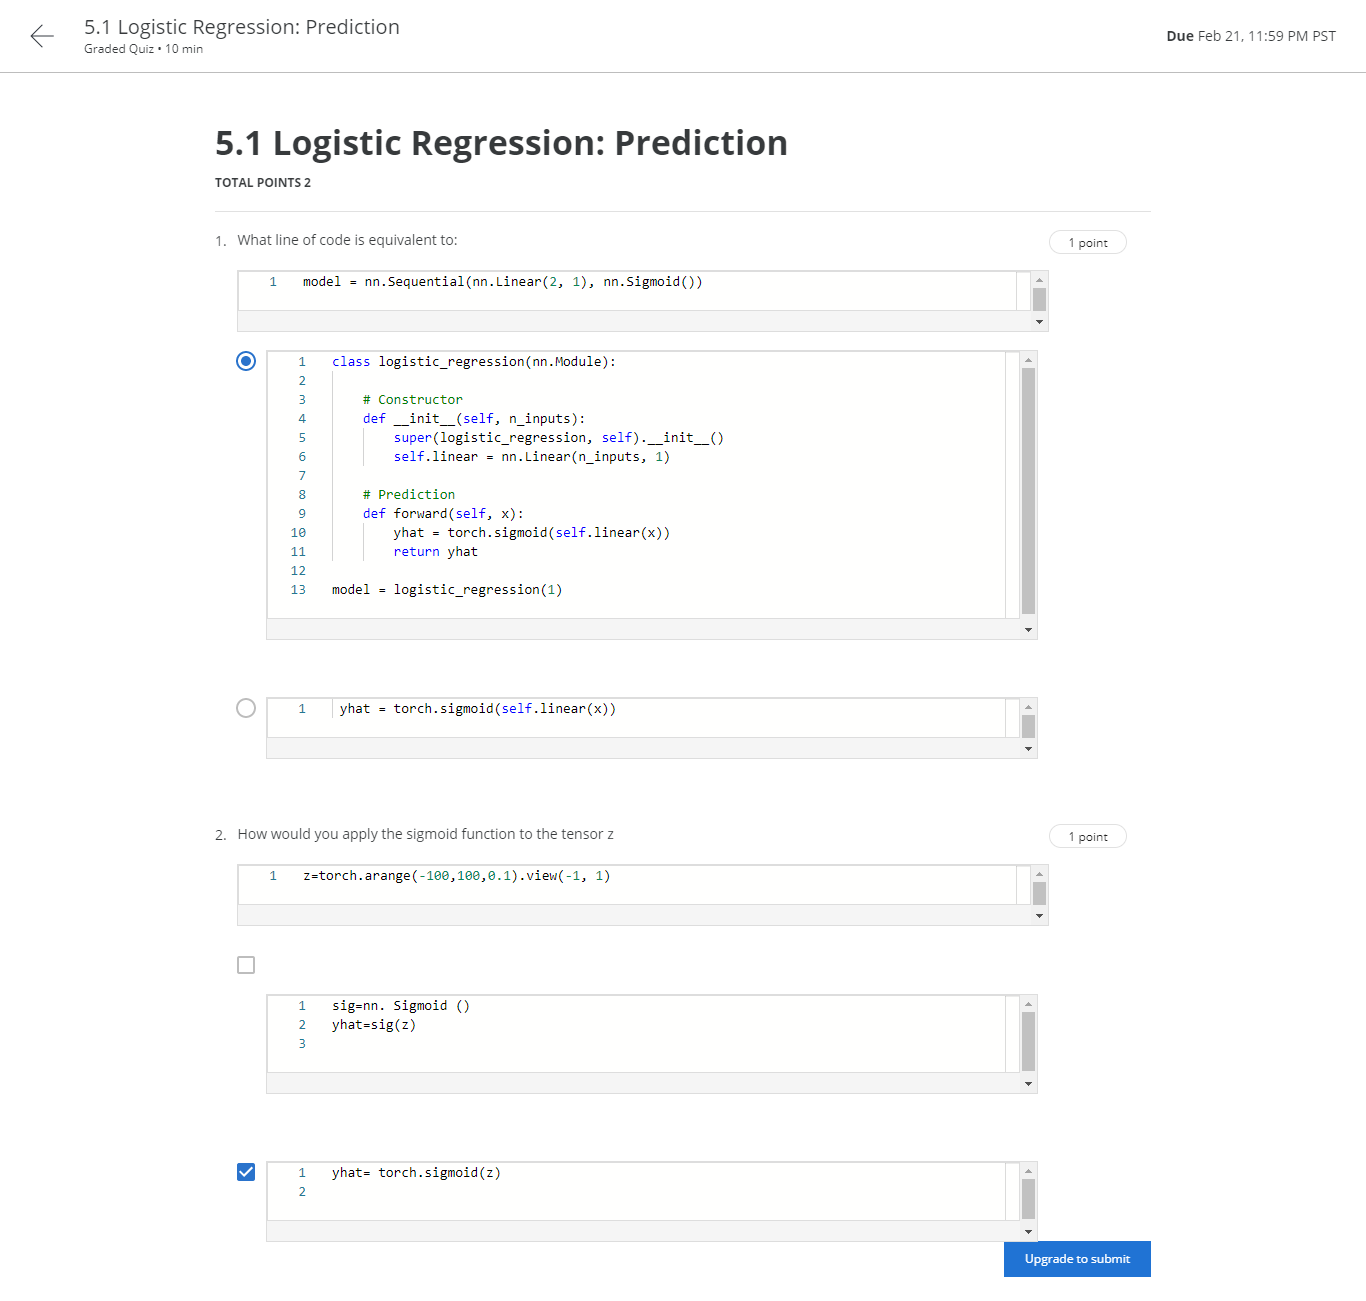 5.1 Logistic Regression: Prediction
Graded Quiz • 10 min
Due Feb 21, 11:59 PM PST
5.1 Logistic Regression: Prediction
TOTAL POINTS 2
1. What line of code is equivalent to:
1 point
1 model = nn.Sequential(nn.Linear(2, 1), nn.Sigmoid())
1 class logistic_regression(nn.Module):
2
3 # Constructor
4 def __init__(self, n_inputs):
5 super(logistic_regression, self).__init__()
6 self.linear = nn.Linear(n_inputs, 1)
7
8 # Prediction
9 def forward(self, x):
10 yhat = torch.sigmoid(self.linear(x))
11 return yhat
12
13 model = logistic_regression(1)
1 yhat = torch.sigmoid(self.linear(x))
2. How would you apply the sigmoid function to the tensor z
1 point
1 z=torch.arange(-100,100,0.1).view(-1, 1)
1 sig=nn. Sigmoid ()
2 yhat=sig(z)
3
1 yhat= torch.sigmoid(z)
2
Upgrade to submit